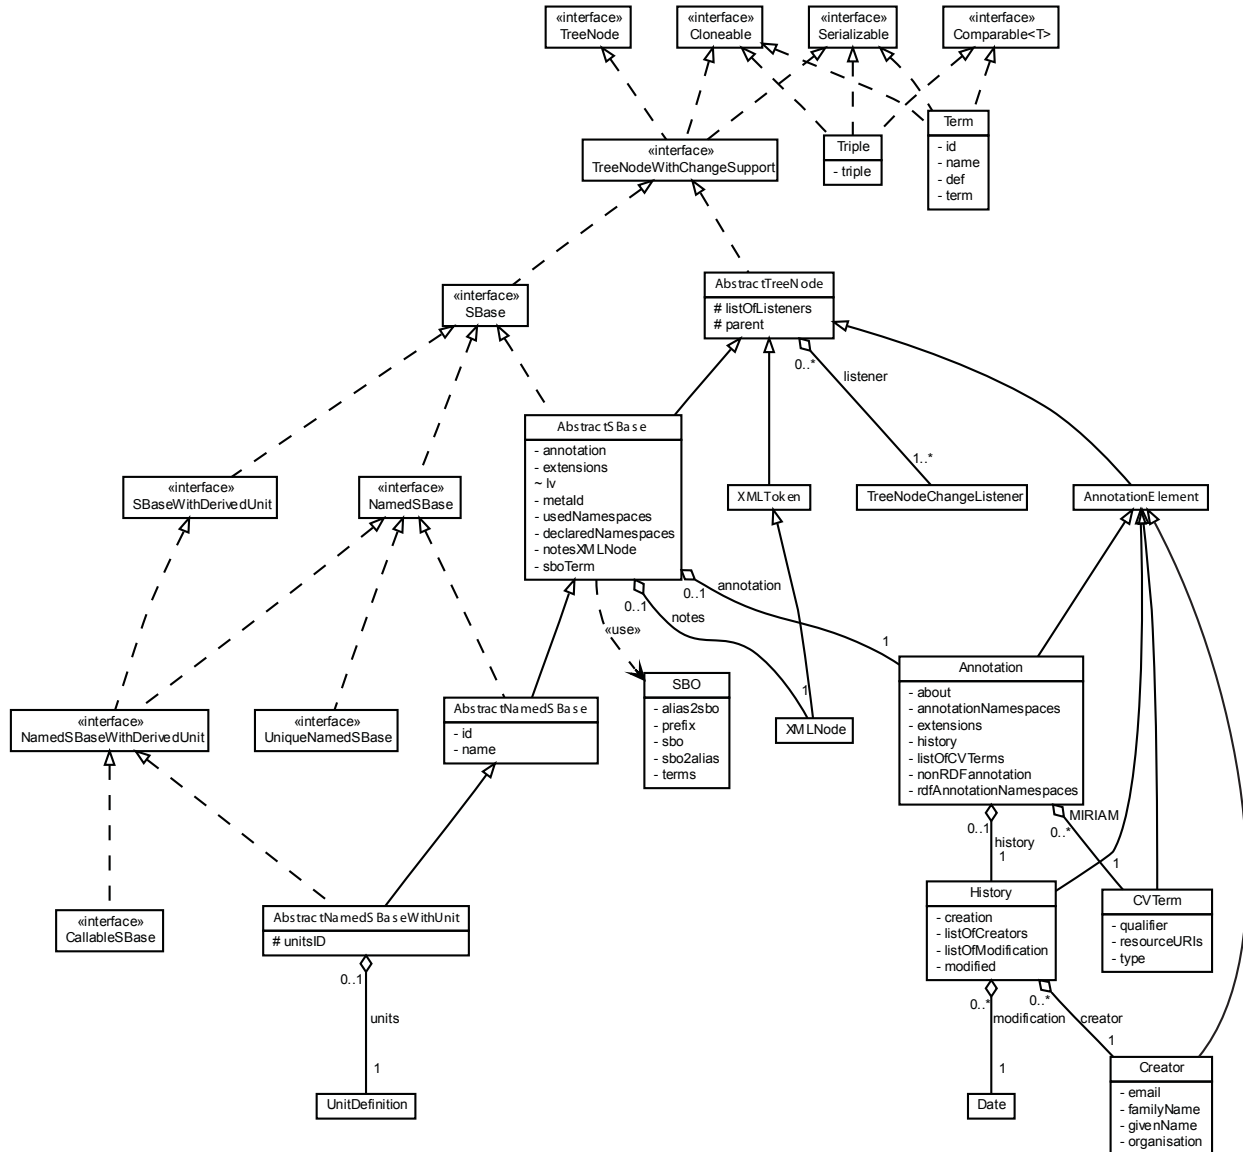 «interface»
TreeNode
«interface»
Cloneable
«interface»
Serializable
«interface»
Comparable<T>
«interface»
TreeNodeWithChangeSupport
Triple
- triple
Term
- id
- name
- def
- term
«interface»
SBase
AbstractTreeNode
# listOfListeners
# parent
0..*
listener
1..*
«interface»
SBaseWithDerivedUnit
«interface»
NamedSBase
AbstractSBase
- annotation
- extensions
~ lv
- metaId
- usedNamespaces
- declaredNamespaces
- notesXMLNode
- sboTerm
XMLToken
TreeNodeChangeListener
AnnotationElement
0..1
annotation
1
0..1
notes
1
«use»
«interface»
NamedSBaseWithDerivedUnit
«interface»
UniqueNamedSBase
AbstractNamedSBase
- id
- name
SBO
- alias2sbo
- prefix
- sbo
- sbo2alias
- terms
XMLNode
Annotation
- about
- annotationNamespaces
- extensions
- history
- listOfCVTerms
- nonRDFannotation
- rdfAnnotationNamespaces
0..1
history
1
0..*
MIRIAM
1
«interface»
CallableSBase
AbstractNamedSBaseWithUnit
# unitsID
History
- creation
- listOfCreators
- listOfModification
- modified
CVTerm
- qualifier
- resourceURIs
- type
0..1
units
1
0..*
modification
1
0..*
creator
1
UnitDefinition
Date
Creator
- email
- familyName
- givenName
- organisation